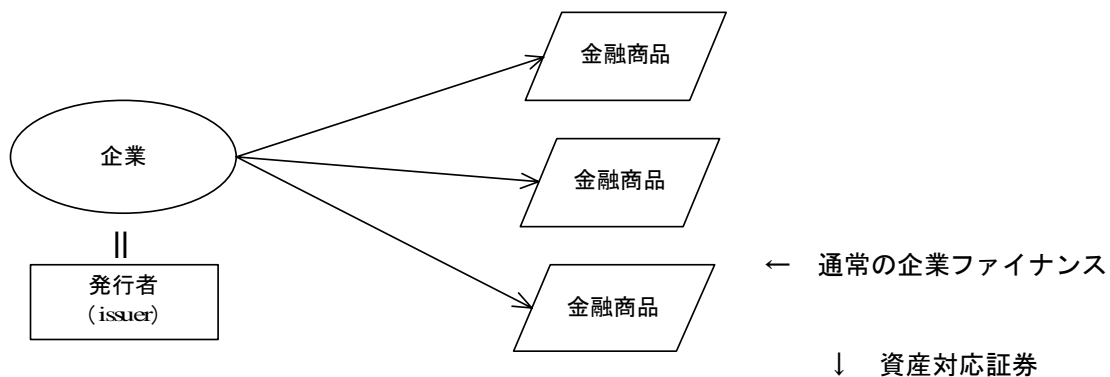 金融商品
企業
金融商品
||
発行者
(issuer)
← 通常の企業ファイナンス
金融商品
↓ 資産対応証券